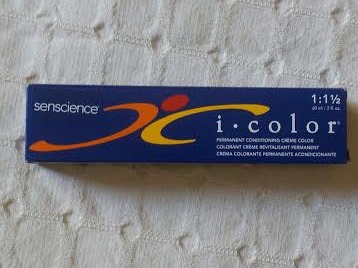 senscience®
1:1½
60 ml / 2 fl. oz.
i·color®
PERMANENT CONDITIONING CRÈME COLOR
COLORANT CRÈME REVITALISANT PERMANENT
CREMA COLORANTE PERMANENTE ACONDICIONANTE